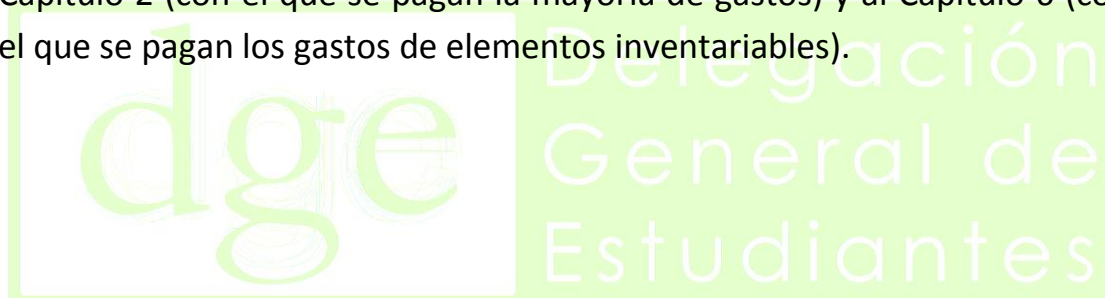 Capítulo 2 (con el que se pagan la mayoría de gastos) y al Capítulo 6 (co
el que se pagan los gastos de elementos inventariables).
dge
Delegación
General de
Estudiantes